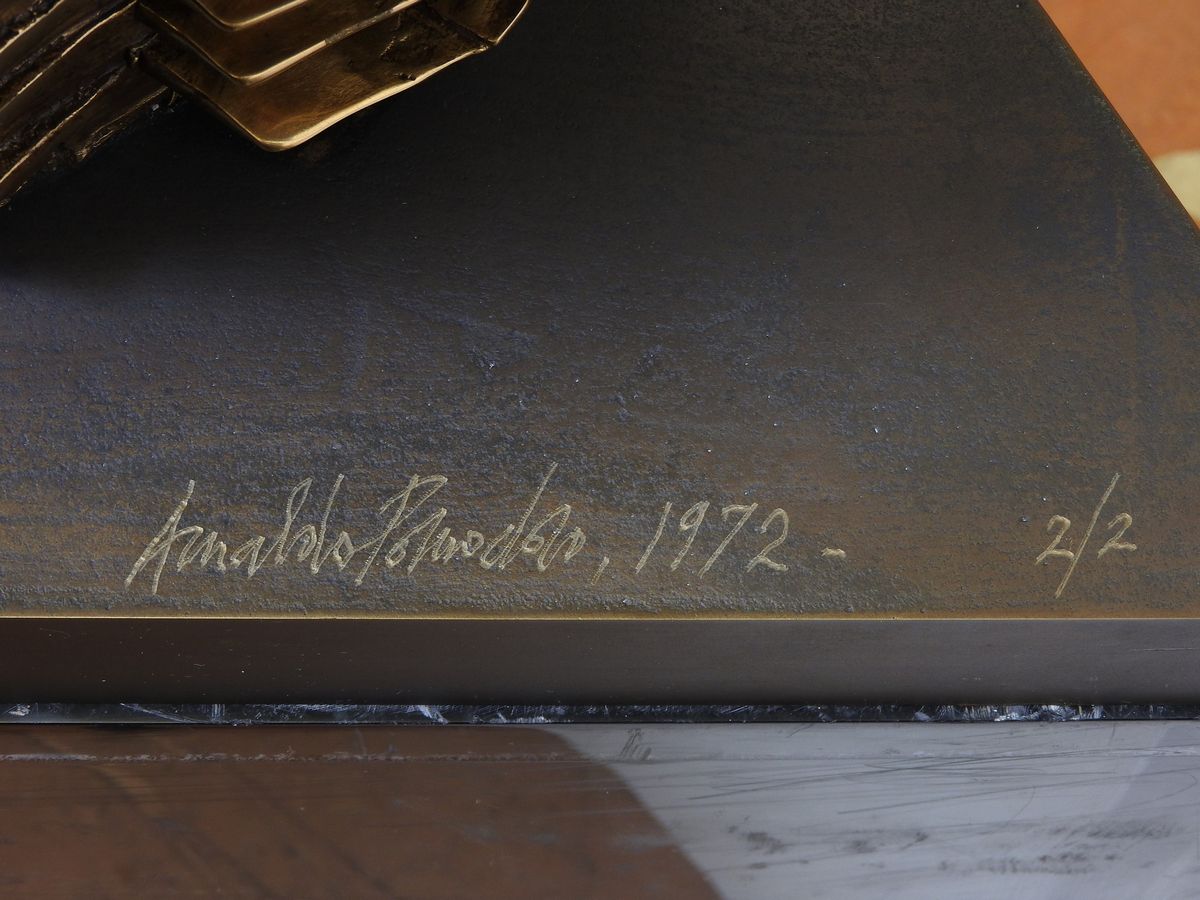 Arnaldo Pomodoro, 1972 - 2/2